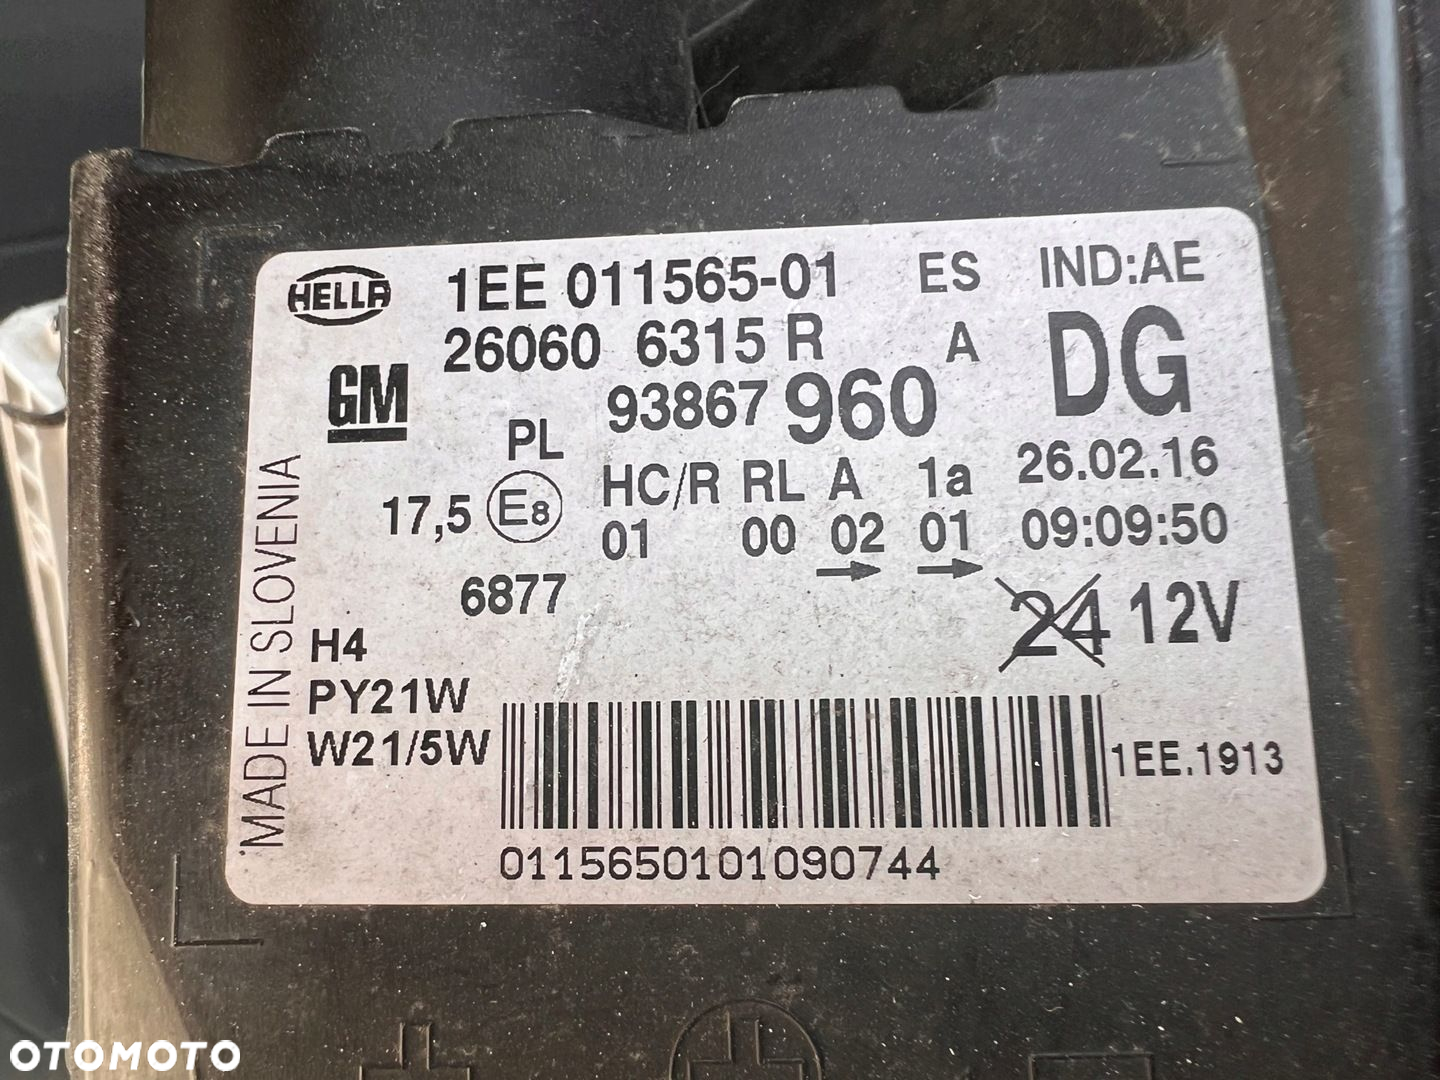 HELLA 1EE 011565-01 ES IND:AE
26060 6315 R A DG
GM 93867 960
PL 26.02.16
17,5 E8 HC/R RL A 1a
01 00 02 01 09:09:50
6877 24 12V
H4
PY21W
W21/5W
MADE IN SLOVENIA
1EE.1913
0115650101090744
OTOMOTO